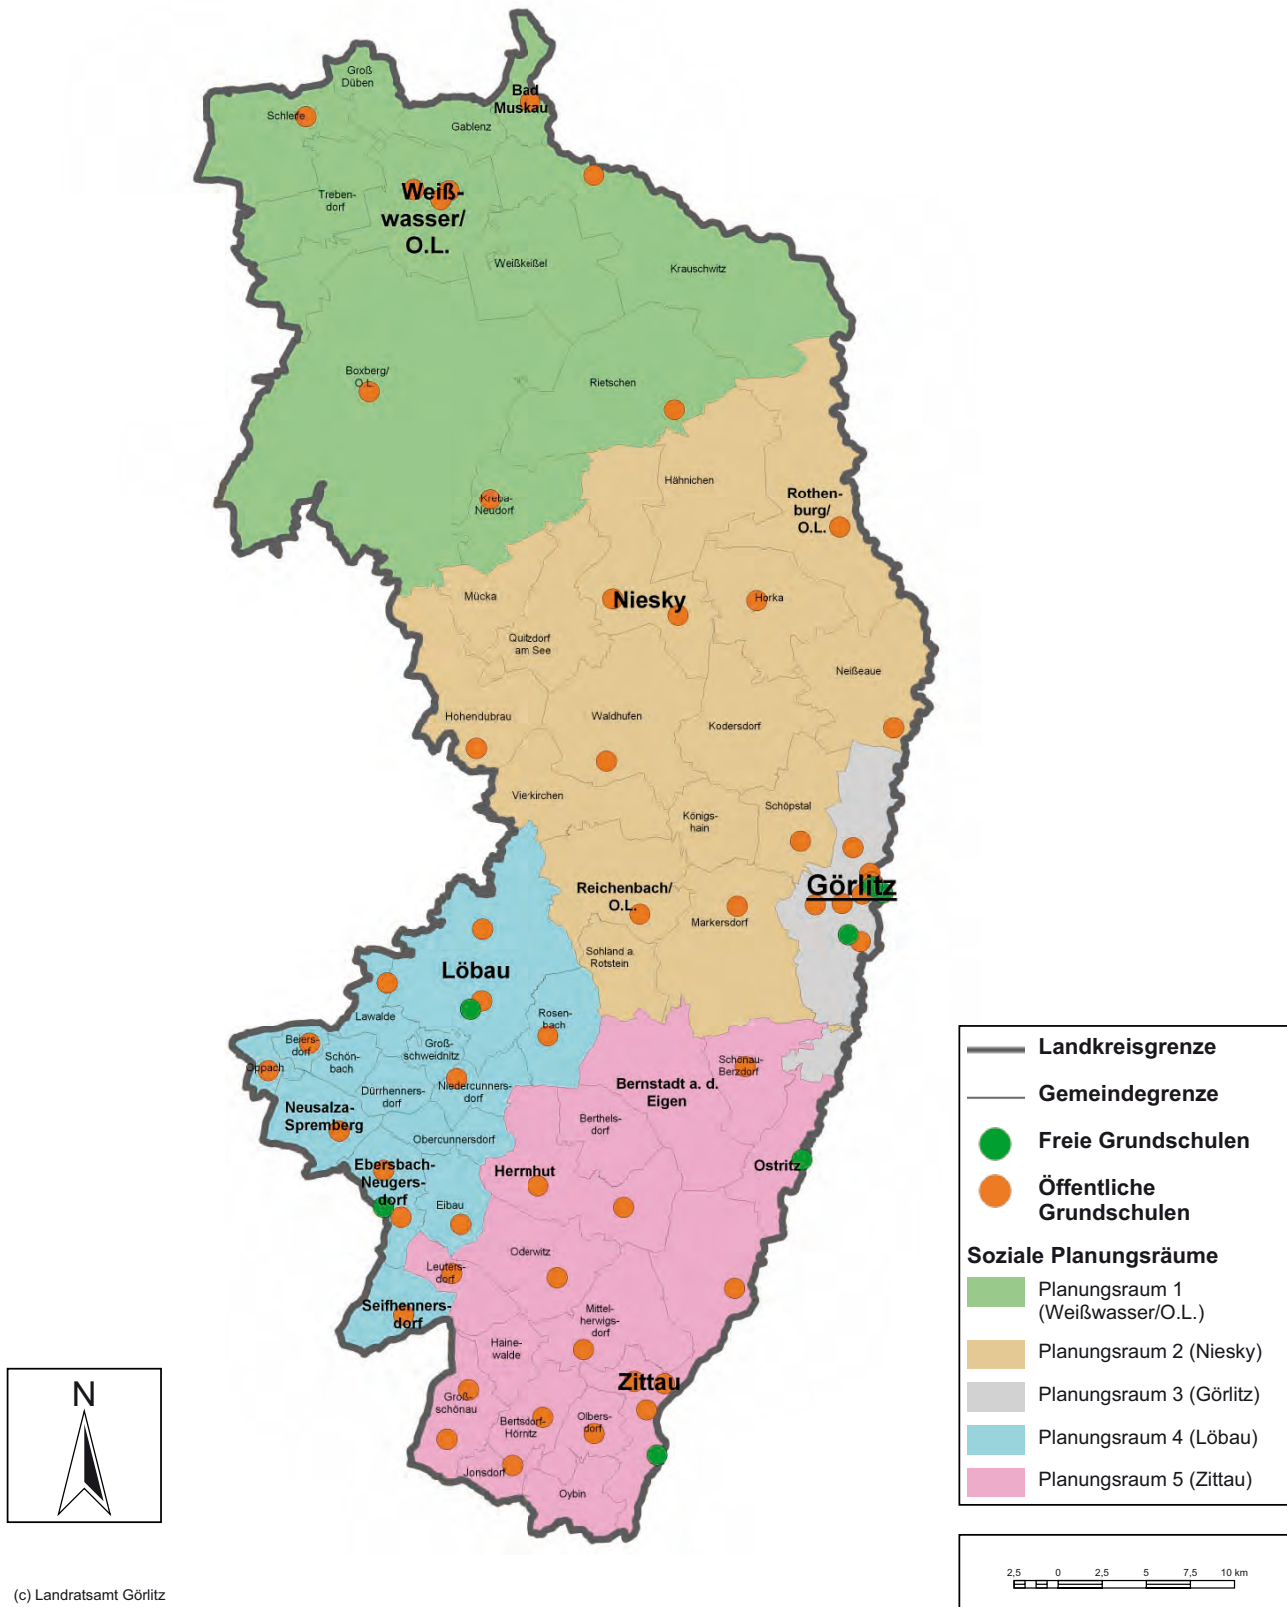 Groß
Düben
Bad
Muskau
Schleife
Gablenz
Treben-
dorf
Weiß-
wasser/
O.L.
Weißkeißel
Krauschwitz
Boxberg/
O.L.
Rietschen
Kreba-
Neudorf
Hähnichen
Rothen-
burg/
O.L.
Mücka
Niesky
Horka
Quitzdorf
am See
Neißeaue
Hohendubrau
Waldhufen
Kodersdorf
Vierkirchen
Königs-
hain
Schöpstal
Görlitz
Reichenbach/
O.L.
Markersdorf
Sohland a.
Rotstein
Löbau
Lawalde
Rosen-
bach
Beiers-
dorf
Schön-
bach
Groß-
schweidnitz
Oppach
Dürrhenners-
dorf
Niedercunners-
dorf
Schönau-
Berzdorf
Bernstadt a. d.
Eigen
Neusalza-
Spremberg
Obercunnersdorf
Berthels-
dorf
Ebersbach-
Neugers-
dorf
Herrnhut
Ostritz
Eibau
Oderwitz
Leuters-
dorf
Seifhenners-
dorf
Mittel-
herwigs-
dorf
Haine-
walde
Zittau
Groß-
schönau
Bertsdorf-
Hörnitz
Olbers-
dorf
Jonsdorf
Oybin
Landkreisgrenze
Gemeindegrenze
Freie Grundschulen
Öffentliche
Grundschulen
Soziale Planungsräume
Planungsraum 1
(Weißwasser/O.L.)
Planungsraum 2 (Niesky)
Planungsraum 3 (Görlitz)
Planungsraum 4 (Löbau)
Planungsraum 5 (Zittau)
N
2,5 0 2,5 5 7,5 10 km
(c) Landratsamt Görlitz